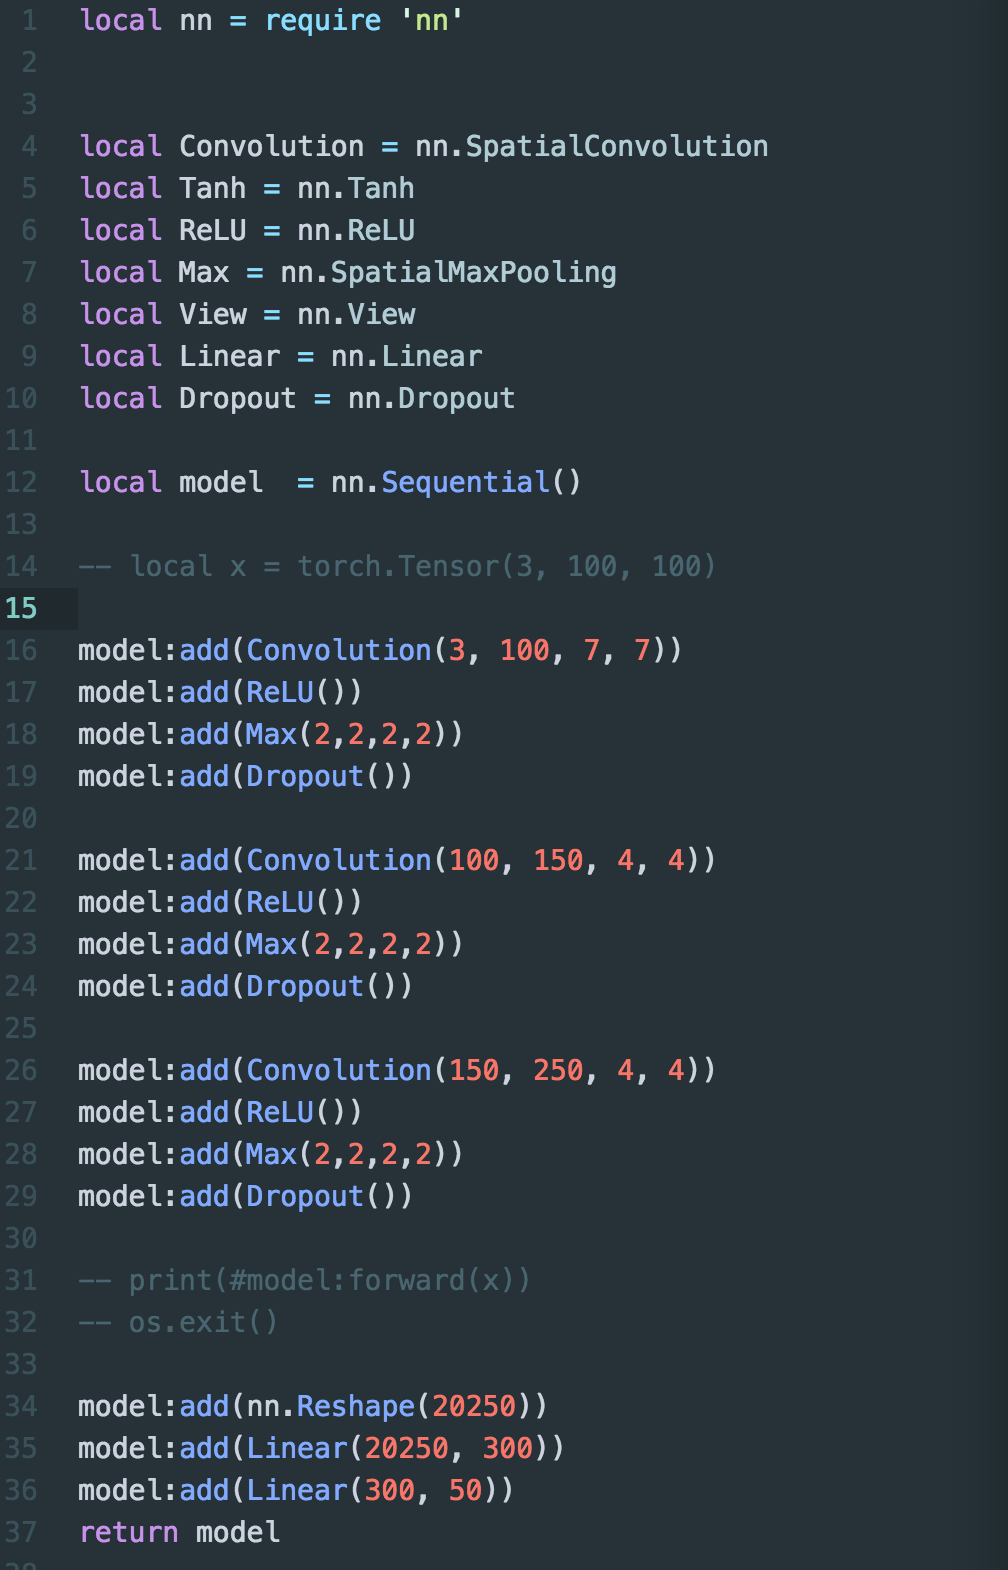 1 local nn = require 'nn'
2
3
4 local Convolution = nn.SpatialConvolution
5 local Tanh = nn.Tanh
6 local ReLU = nn.ReLU
7 local Max = nn.SpatialMaxPooling
8 local View = nn.View
9 local Linear = nn.Linear
10 local Dropout = nn.Dropout
11
12 local model  = nn.Sequential()
13
14 -- local x = torch.Tensor(3, 100, 100)
15
16 model:add(Convolution(3, 100, 7, 7))
17 model:add(ReLU())
18 model:add(Max(2,2,2,2))
19 model:add(Dropout())
20
21 model:add(Convolution(100, 150, 4, 4))
22 model:add(ReLU())
23 model:add(Max(2,2,2,2))
24 model:add(Dropout())
25
26 model:add(Convolution(150, 250, 4, 4))
27 model:add(ReLU())
28 model:add(Max(2,2,2,2))
29 model:add(Dropout())
30
31 -- print(#model:forward(x))
32 -- os.exit()
33
34 model:add(nn.Reshape(20250))
35 model:add(Linear(20250, 300))
36 model:add(Linear(300, 50))
37 return model